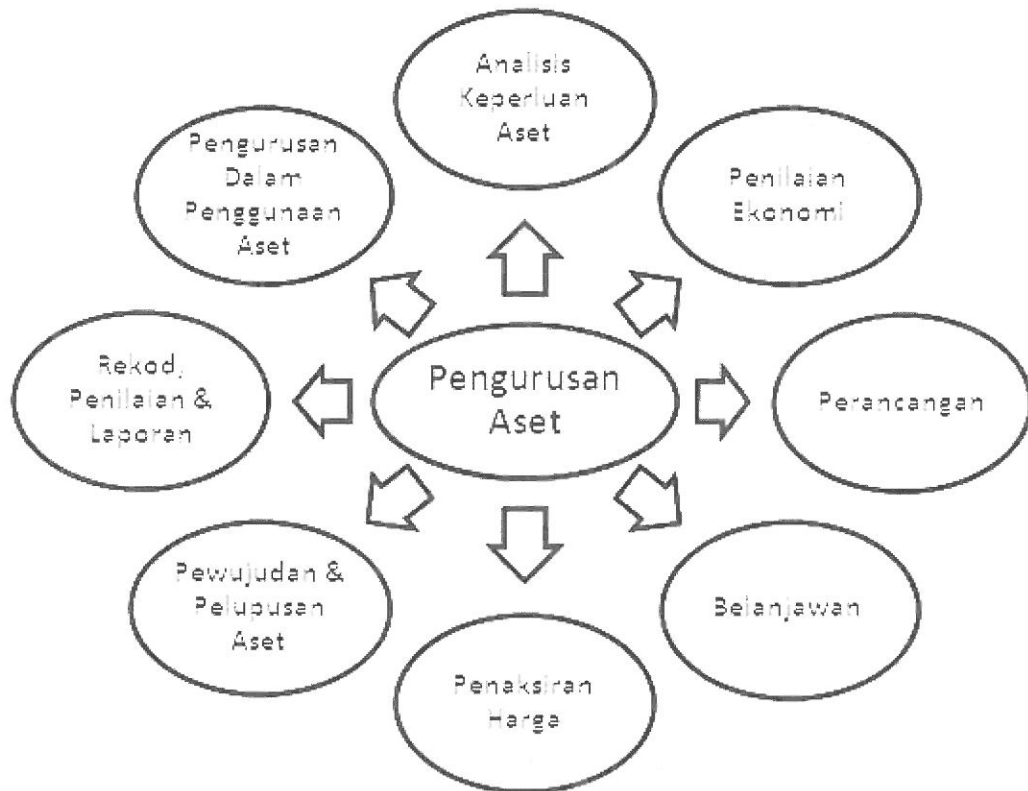 Analisis
Keperluan
Aset
Penilaian
Ekonomi
Perancangan
Belanjawan
Penaksiran
Harga
Pewujudan &
Pelupusan
Aset
Rekod,
Penilaian &
Laporan
Pengurusan
Dalam
Penggunaan
Aset
Pengurusan
Aset